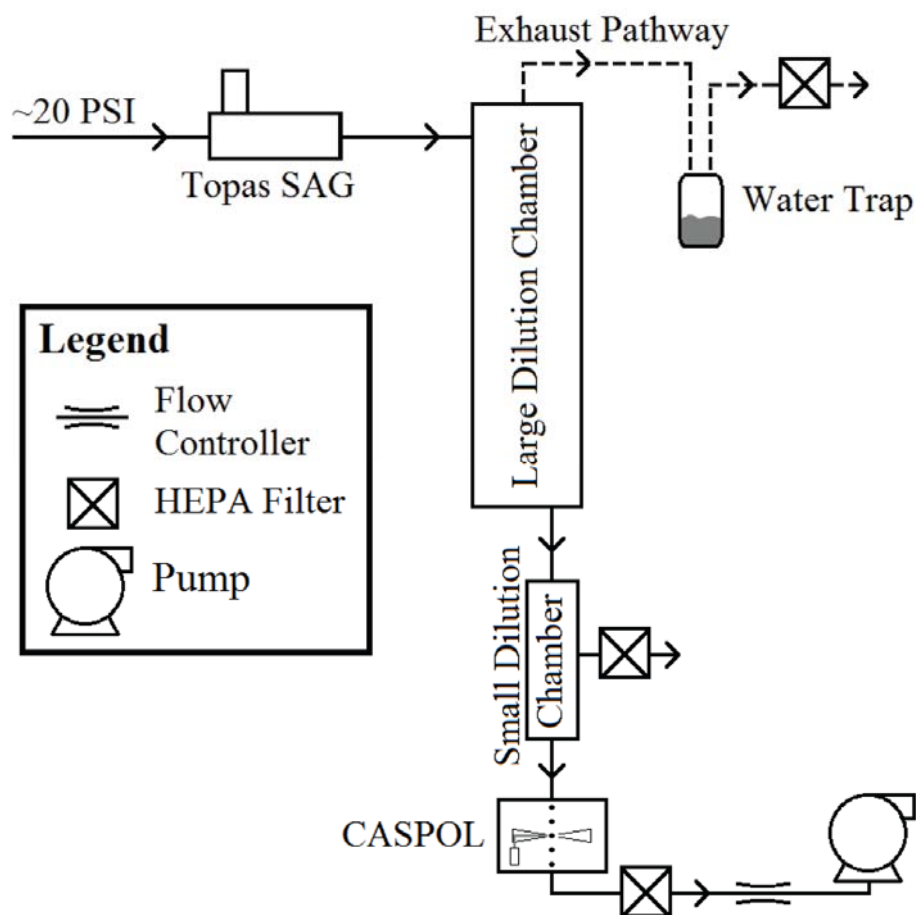 Exhaust Pathway
~20 PSI
Topas SAG
Large Dilution Chamber
Water Trap
Legend
Flow
Controller
HEPA Filter
Pump
Small Dilution
Chamber
CASPOL